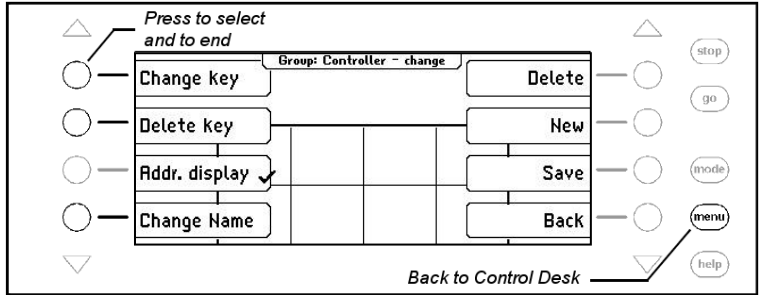 Press to select
and to end
Group: Controller - change
Change key
Delete
stop
go
Delete key
New
Addr. display ✓
Save
mode
Change Name
Back
menu
Back to Control Desk
help